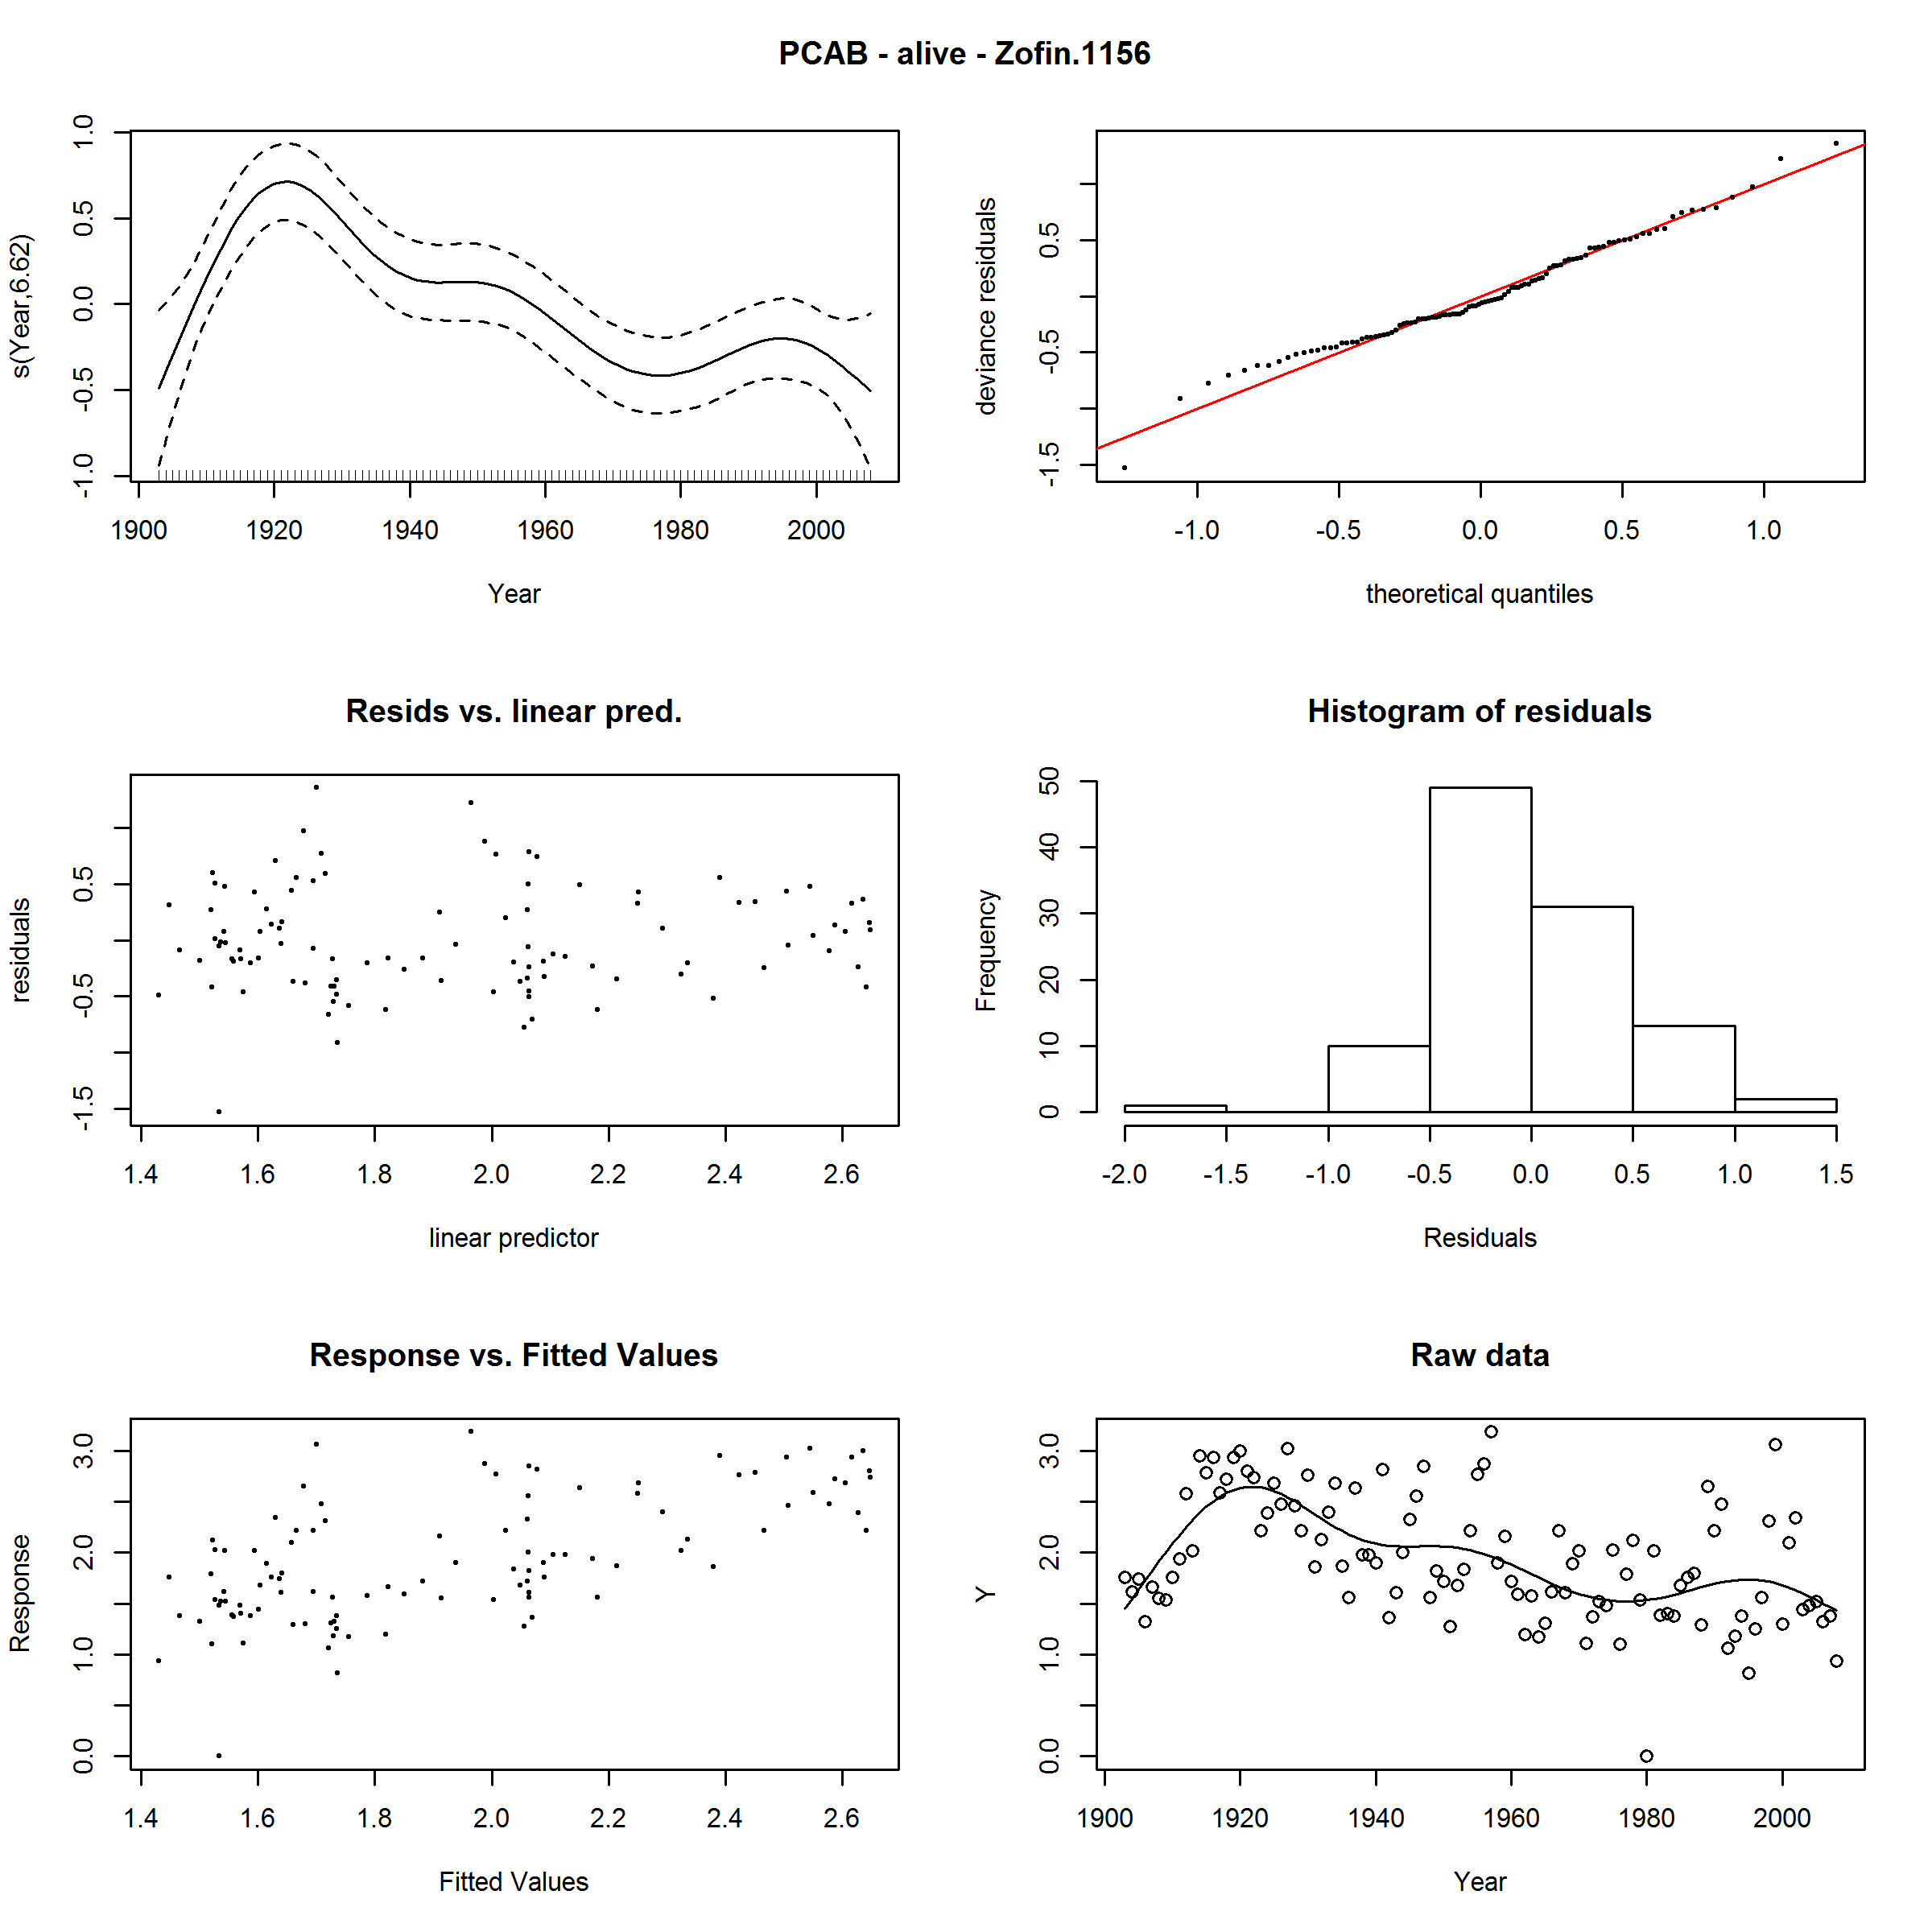 PCAB - alive - Zofin.1156
s(Year,6.62)
1.0
0.5
0.0
-0.5
-1.0
1900 1920 1940 1960 1980 2000
Year
deviance residuals
0.5
-0.5
-1.5
-1.0 -0.5 0.0 0.5 1.0
theoretical quantiles
Resids vs. linear pred.
residuals
0.5
-0.5
-1.5
1.4 1.6 1.8 2.0 2.2 2.4 2.6
linear predictor
Histogram of residuals
Frequency
50
40
30
20
10
0
-2.0 -1.5 -1.0 -0.5 0.0 0.5 1.0 1.5
Residuals
Response vs. Fitted Values
Response
3.0
2.0
1.0
0.0
1.4 1.6 1.8 2.0 2.2 2.4 2.6
Fitted Values
Raw data
Y
3.0
2.0
1.0
0.0
1900 1920 1940 1960 1980 2000
Year